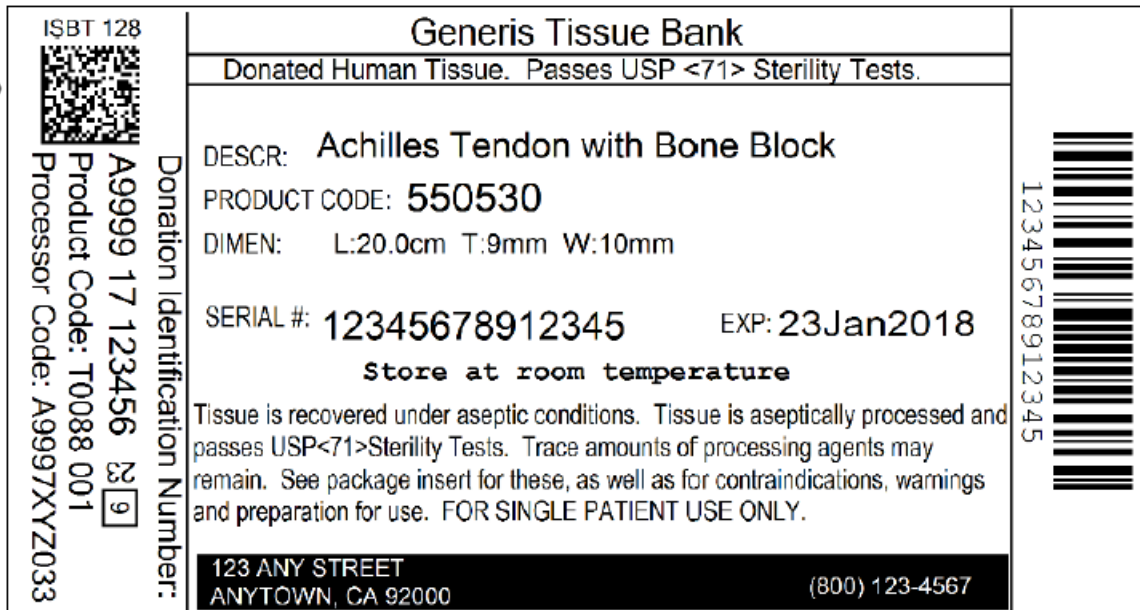 ISBT 128
Donation Identification Number:
A9999 17 123456 9
Product Code: T0088 001
Processor Code: A9997XYZ033
Generis Tissue Bank
Donated Human Tissue. Passes USP <71> Sterility Tests.
DESCR: Achilles Tendon with Bone Block
PRODUCT CODE: 550530
DIMEN: L:20.0cm T:9mm W:10mm
SERIAL #: 12345678912345 EXP: 23Jan2018
Store at room temperature
Tissue is recovered under aseptic conditions. Tissue is aseptically processed and
passes USP<71>Sterility Tests. Trace amounts of processing agents may
remain. See package insert for these, as well as for contraindications, warnings
and preparation for use. FOR SINGLE PATIENT USE ONLY.
123 ANY STREET
ANYTOWN, CA 92000 (800) 123-4567
12345678912345